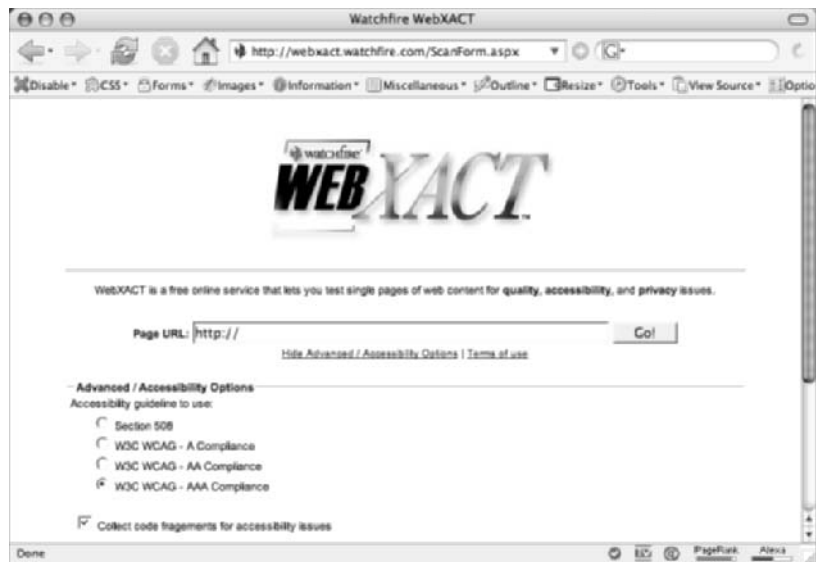 Watchfire WebXACT
http://webxact.watchfire.com/ScanForm.aspx
G
Disable CSS Forms Images Information Miscellaneous Outline Resize Tools View Source Optio
watchfire
WEBXACT
WebXACT is a free online service that lets you test single pages of web content for quality, accessibility, and privacy issues.
Page URL: http:// Go!
Hide Advanced / Accessibility Options | Terms of use
Advanced / Accessibility Options
Accessibility guideline to use:
Section 508
W3C WCAG - A Compliance
W3C WCAG - AA Compliance
W3C WCAG - AAA Compliance
Collect code fragements for accessibility issues
Done PageRank Alexa